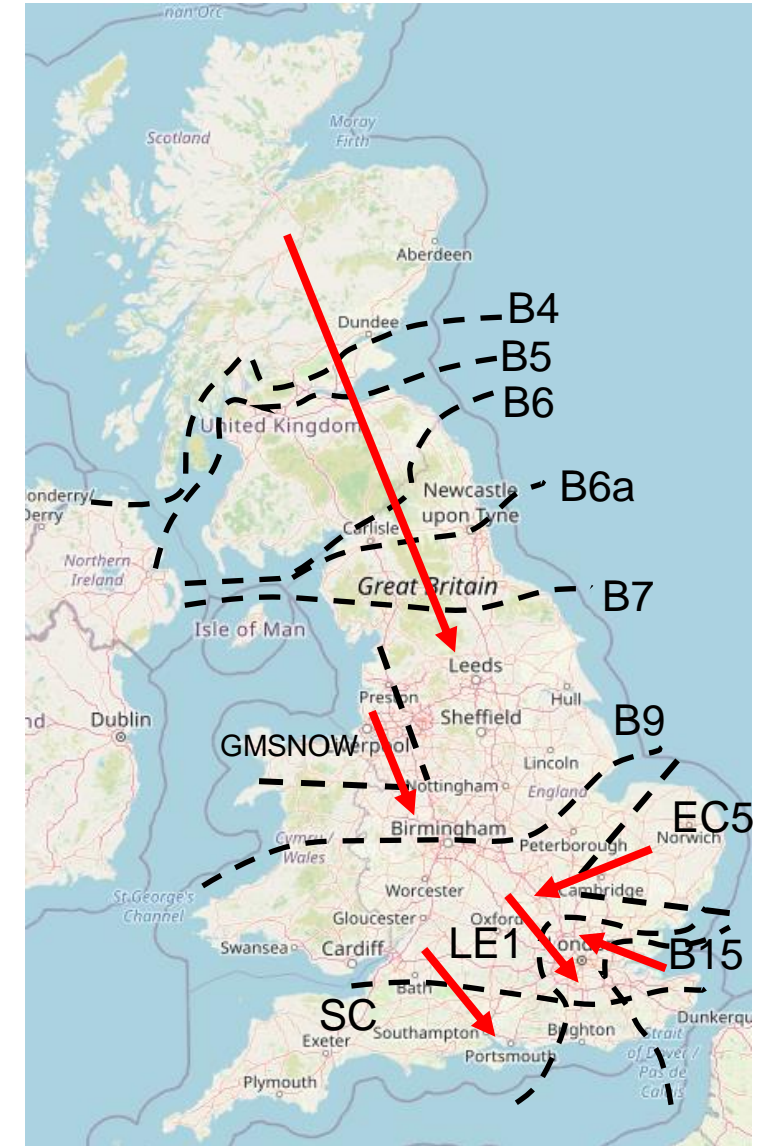 nan Orc
Moray
Firth
Scotland
Aberdeen
Dundee
B4
B5
B6
United Kingdom
B6a
onderry/
Derry
Newcastle
upon Tyne
Carlisle
Northern
Ireland
Great Britain
B7
Isle of Man
Leeds
Preston
Hull
nd
Dublin
Sheffield
B9
GMSNOW
Liverpool
Lincoln
Nottingham
England
EC5
Birmingham
Norwich
Cymru /
Wales
Peterborough
Worcester
Cambridge
St George's
Channel
Gloucester
Oxford
Swansea
Cardiff
LE1
London
B15
Bath
SC
Dunkerqu
Exeter
Southampton
Brighton
Strait
of Dover /
Pas de
Calais
Portsmouth
Plymouth